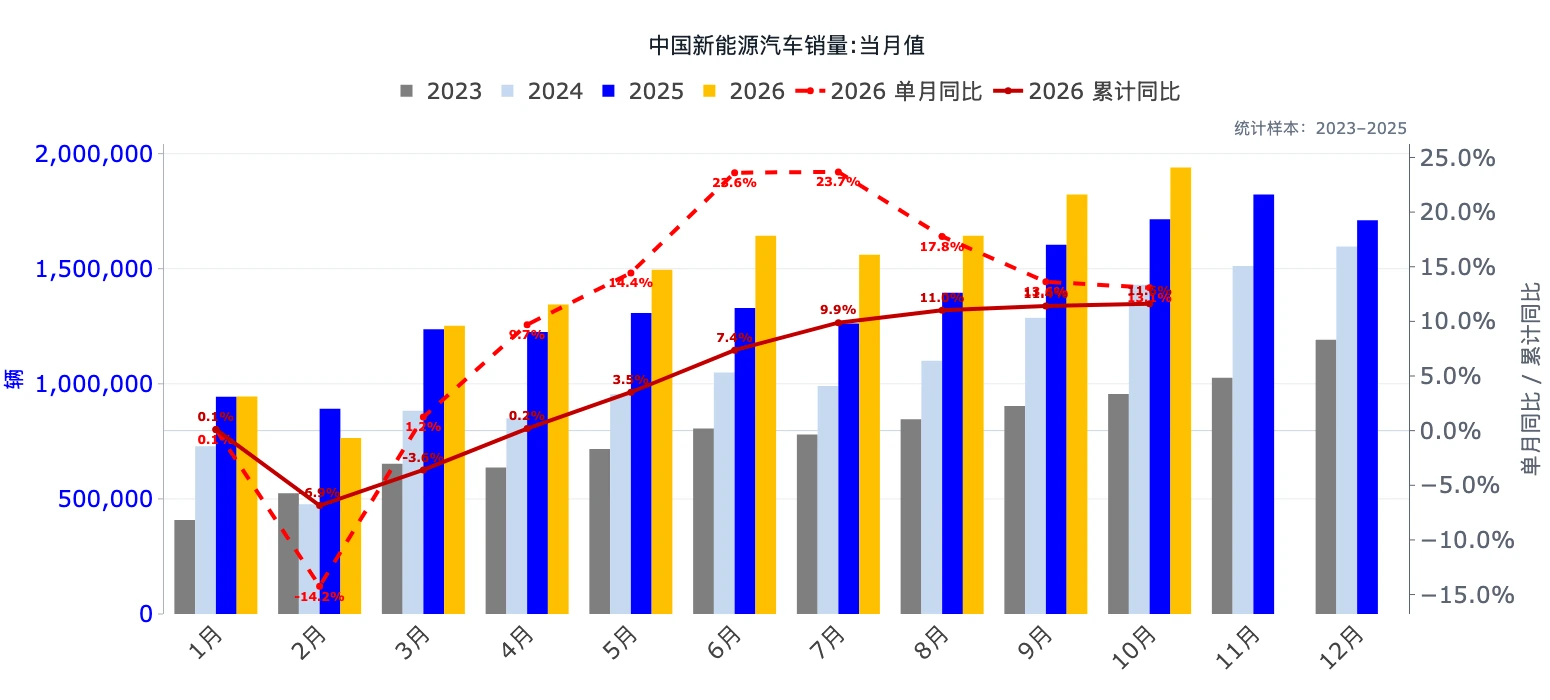 中国新能源汽车销量:当月值
2023 2024 2025 2026 2026 单月同比 2026 累计同比
统计样本: 2023–2025
辆
2,000,000
1,500,000
1,000,000
500,000
0
25.0%
20.0%
15.0%
10.0%
5.0%
0.0%
−5.0%
−10.0%
−15.0%
单月同比 / 累计同比
0.1%
-14.2%
1.2%
9.7%
14.4%
23.6%
23.7%
17.8%
13.1%
0.1%
-3.6%
0.2%
3.5%
7.4%
9.9%
11.0%
1月
2月
3月
4月
5月
6月
7月
8月
9月
10月
11月
12月